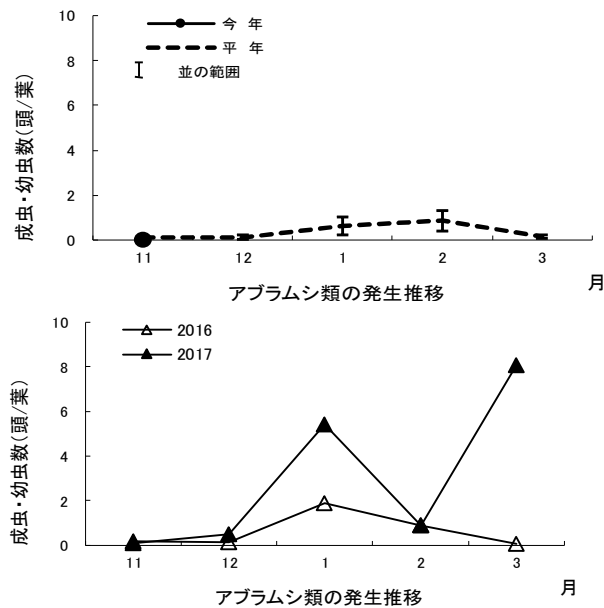 今 年
平 年
並の範囲
成虫・幼虫数(頭/葉)
10
8
6
4
2
0
11 12 1 2 3
月
アブラムシ類の発生推移
2016
2017
成虫・幼虫数(頭/葉)
10
8
6
4
2
0
11 12 1 2 3
月
アブラムシ類の発生推移